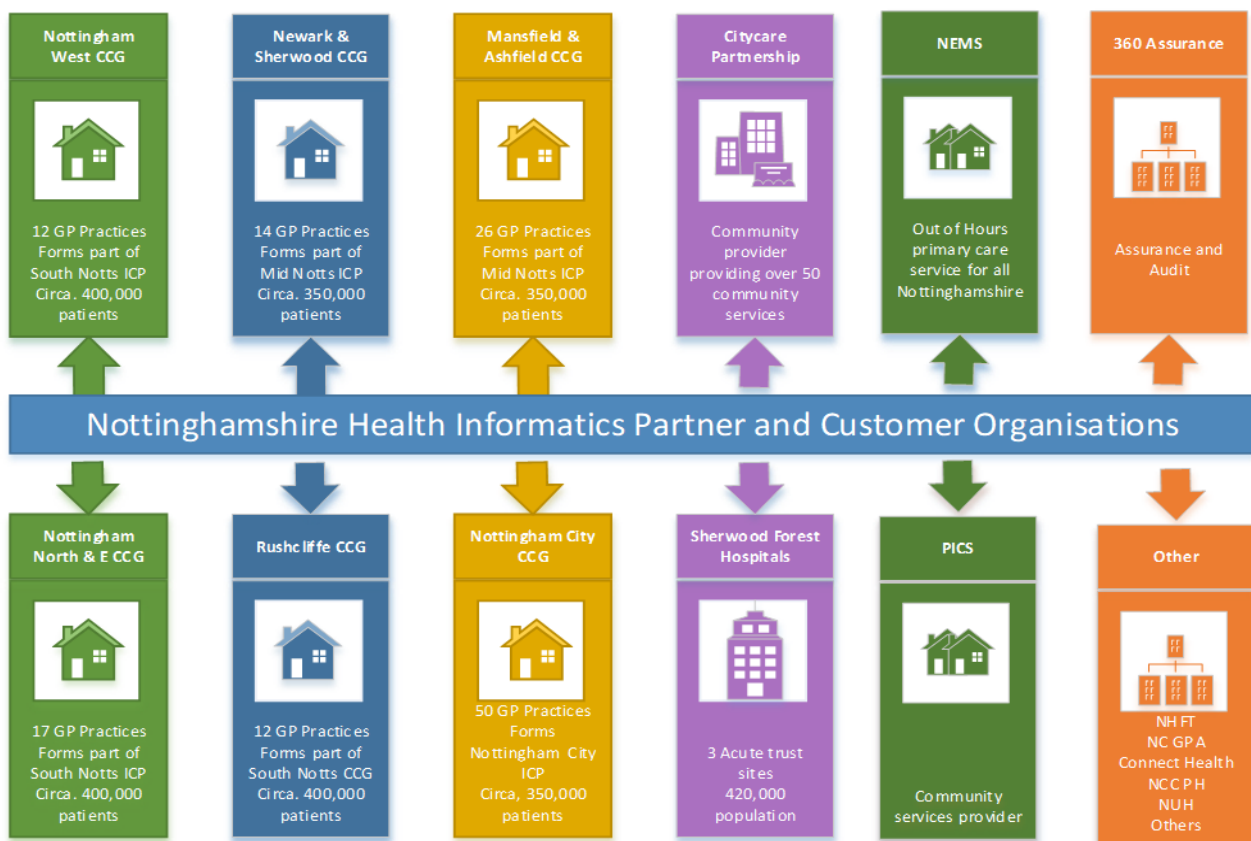 Nottingham
West CCG
12 GP Practices
Forms part of
South Notts ICP
Circa. 400,000
patients
Newark &
Sherwood CCG
14 GP Practices
Forms part of
Mid Notts ICP
Circa. 350,000
patients
Mansfield &
Ashfield CCG
26 GP Practices
Forms part of
Mid Notts ICP
Circa. 350,000
patients
Citycare
Partnership
Community
provider
providing over 50
community
services
NEMS
Out of Hours
primary care
service for all
Nottinghamshire
360 Assurance
Assurance and
Audit
Nottinghamshire Health Informatics Partner and Customer Organisations
Nottingham
North & E CCG
17 GP Practices
Forms part of
South Notts ICP
Circa. 400,000
patients
Rushcliffe CCG
12 GP Practices
Forms part of
South Notts CCG
Circa. 400,000
patients
Nottingham City
CCG
50 GP Practices
Forms
Nottingham City
ICP
Circa, 350,000
patients
Sherwood Forest
Hospitals
3 Acute trust
sites
420,000
population
PICS
Community
services provider
Other
NHFT
NC GPA
Connect Health
NCCPH
NUH
Others